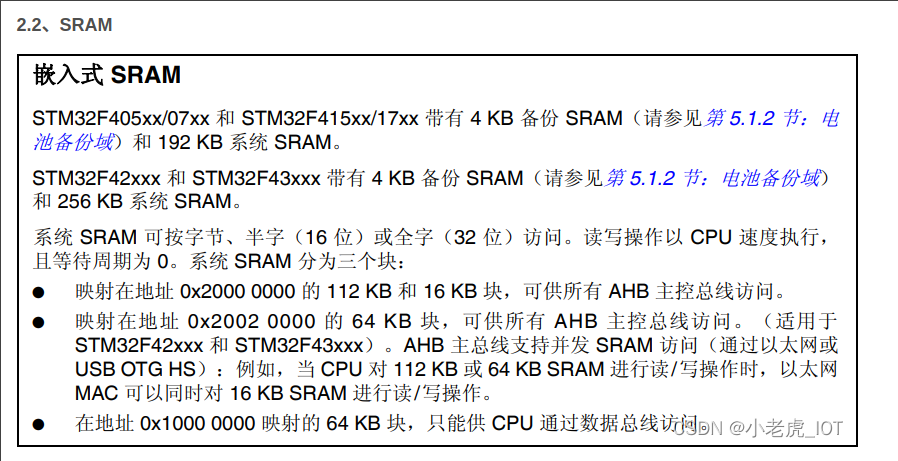 2.2、SRAM
嵌入式 SRAM
STM32F405xx/07xx 和 STM32F415xx/17xx 带有 4 KB 备份 SRAM（请参见第 5.1.2 节：电
池备份域）和 192 KB 系统 SRAM。
STM32F42xxx 和 STM32F43xxx 带有 4 KB 备份 SRAM（请参见第 5.1.2 节：电池备份域）
和 256 KB 系统 SRAM。
系统 SRAM 可按字节、半字（16 位）或全字（32 位）访问。读写操作以 CPU 速度执行，
且等待周期为 0。系统 SRAM 分为三个块：
● 映射在地址 0x2000 0000 的 112 KB 和 16 KB 块，可供所有 AHB 主控总线访问。
● 映射在地址 0x2002 0000 的 64 KB 块，可供所有 AHB 主控总线访问。（适用于
STM32F42xxx 和 STM32F43xxx）。AHB 主总线支持并发 SRAM 访问（通过以太网或
USB OTG HS）：例如，当 CPU 对 112 KB 或 64 KB SRAM 进行读/写操作时，以太网
MAC 可以同时对 16 KB SRAM 进行读/写操作。
● 在地址 0x1000 0000 映射的 64 KB 块，只能供 CPU 通过数据总线访问。
CSDN @小老虎_IOT